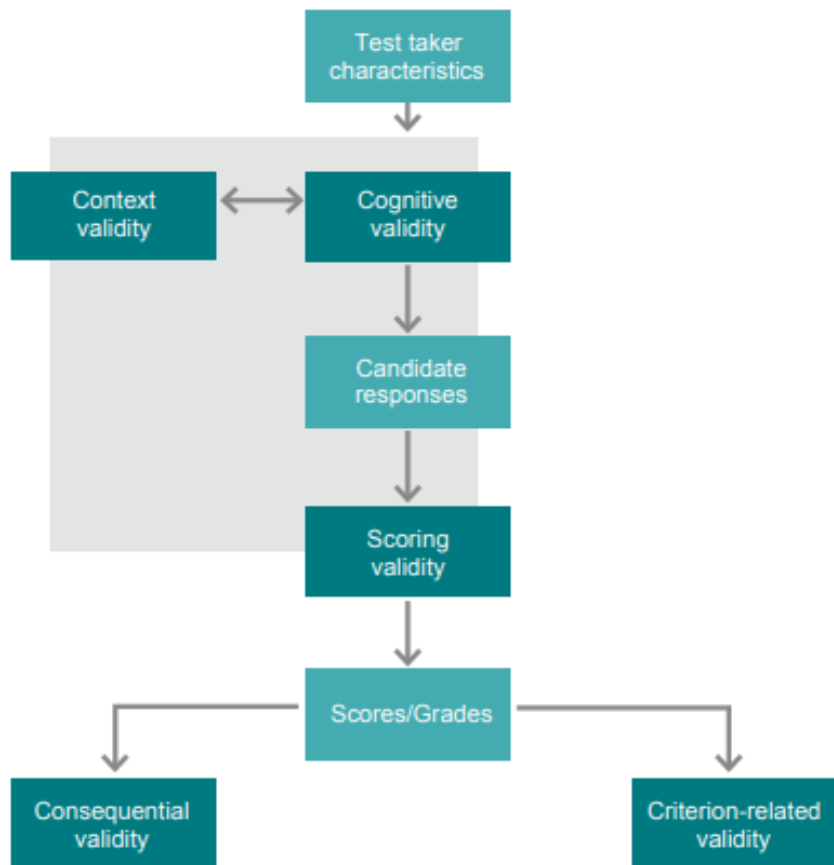 Test taker
characteristics
Context
validity
Cognitive
validity
Candidate
responses
Scoring
validity
Scores/Grades
Consequential
validity
Criterion-related
validity